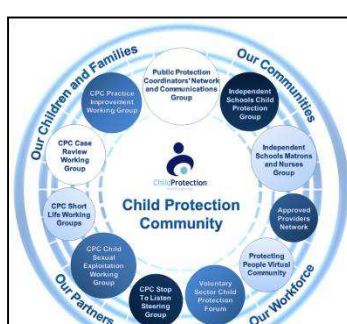 Our Children and Families
Our Communities
Our Partners
Our Workforce
Public Protection
Coordinators' Network
and Communications
Group
Independent
Schools Child
Protection
Group
Independent
Schools Matrons
and Nurses
Group
Approved
Providers
Network
Protecting
People Virtual
Community
Voluntary
Sector Child
Protection
Forum
CPC Stop
To Listen
Steering
Group
CPC Child
Sexual
Exploitation
Working
Group
CPC Short
Life Working
Groups
CPC Case
Review
Working
Group
CPC Practice
Improvement
Working Group
ChildProtection
Child Protection
Community